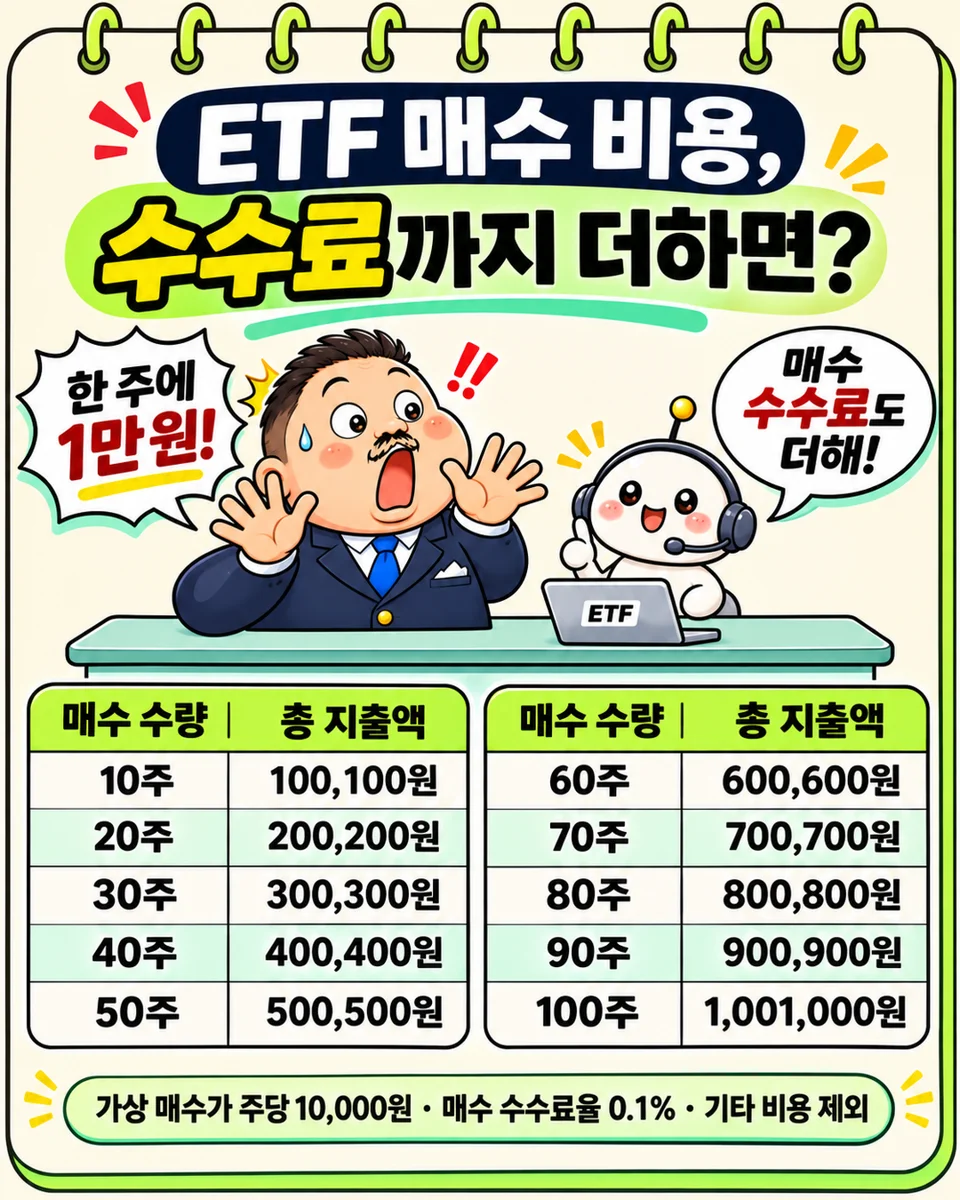 ETF 매수 비용,
수수료까지 더하면?
한 주에
1만원!
매수
수수료도
더해!
ETF
매수 수량 | 총 지출액
10주 100,100원
20주 200,200원
30주 300,300원
40주 400,400원
50주 500,500원
매수 수량 | 총 지출액
60주 600,600원
70주 700,700원
80주 800,800원
90주 900,900원
100주 1,001,000원
가상 매수가 주당 10,000원 · 매수 수수료율 0.1% · 기타 비용 제외